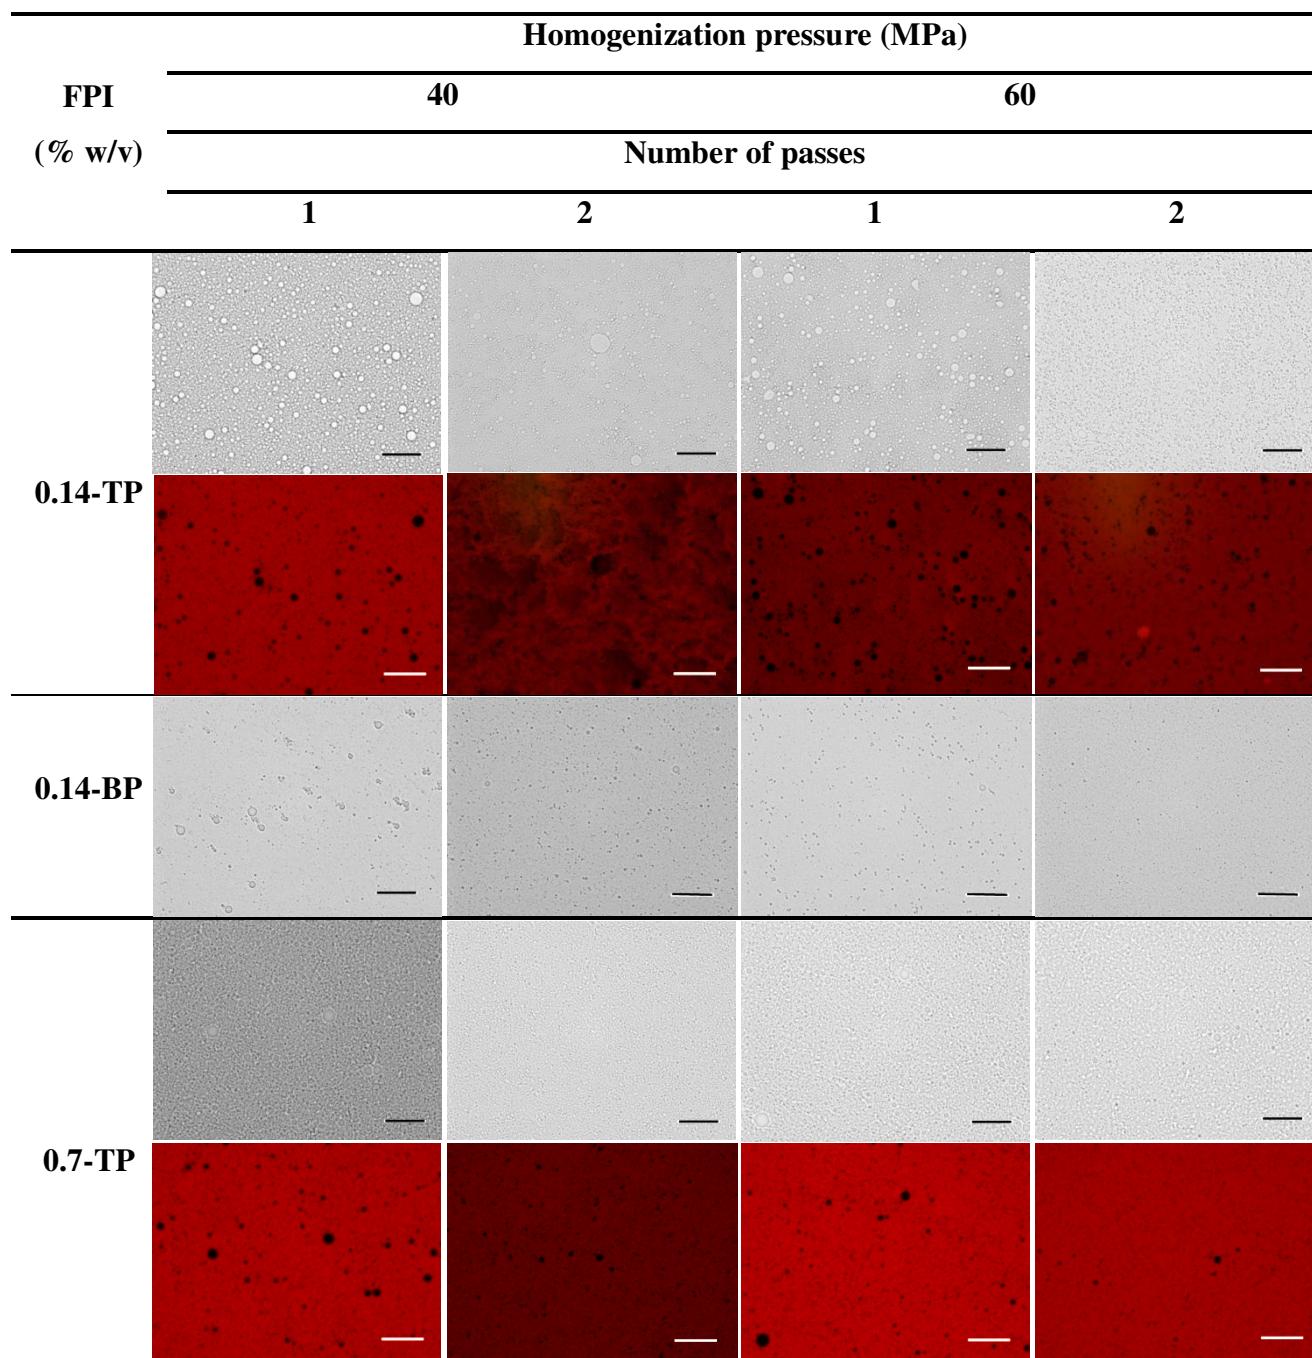 Homogenization pressure (MPa)
FPI
(% w/v)
40 60
Number of passes
1 2 1 2
0.14-TP
0.14-BP
0.7-TP